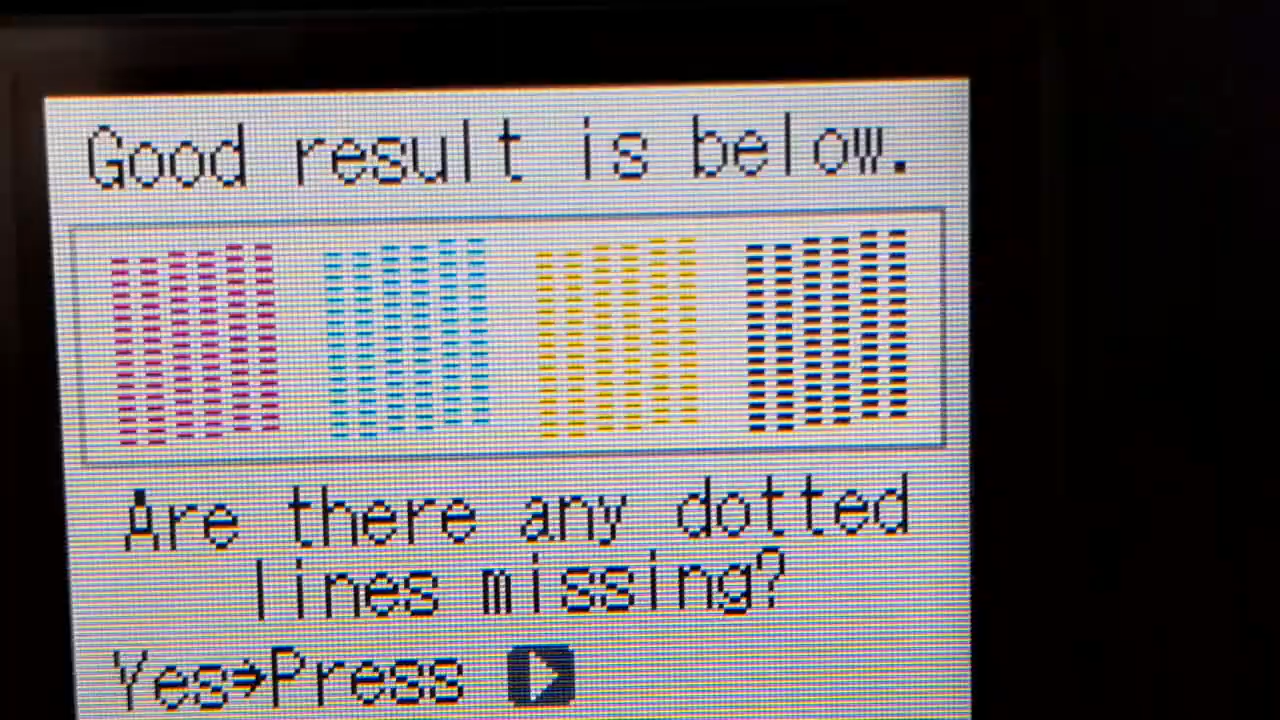 Good result is below.
Are there any dotted
lines missing?
Yes→Press